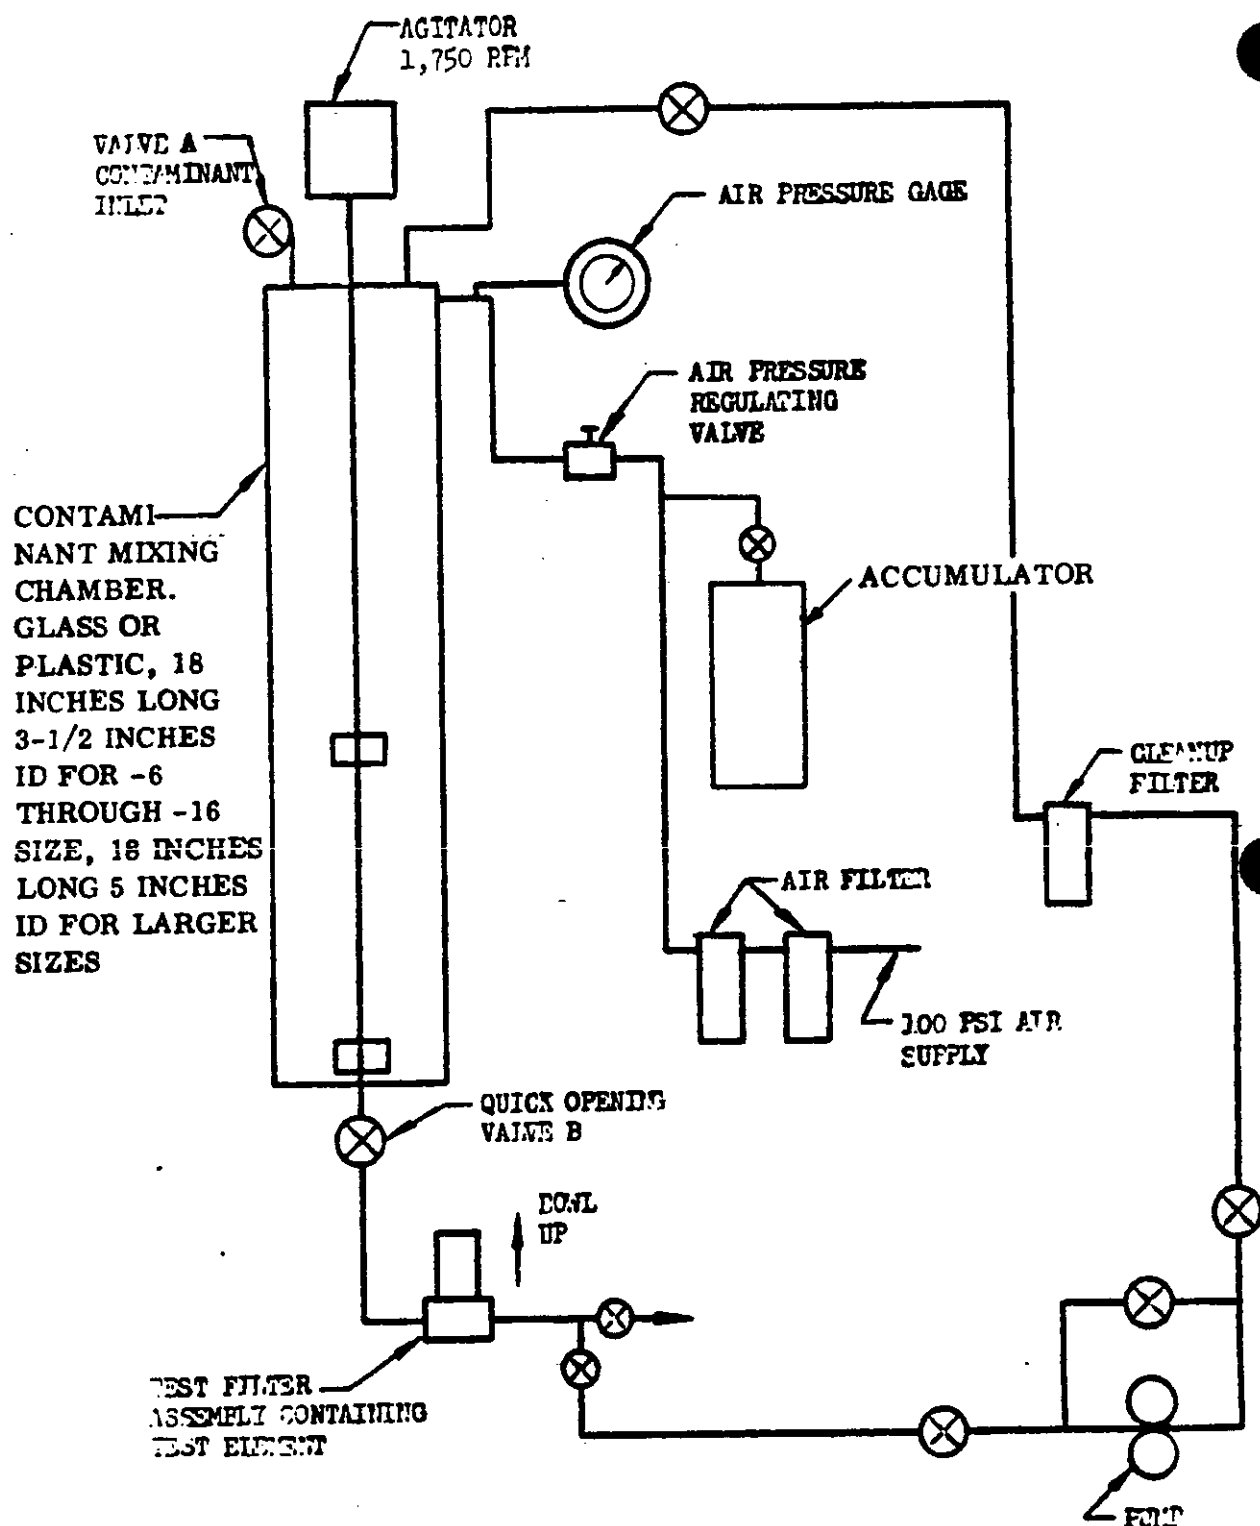 AGITATOR
1,750 RPM
VALVE A
CONTAMINANT
INLET
AIR PRESSURE GAGE
AIR PRESSURE
REGULATING
VALVE
CONTAMI
NANT MIXING
CHAMBER.
GLASS OR
PLASTIC, 18
INCHES LONG
3-1/2 INCHES
ID FOR -6
THROUGH -16
SIZE, 18 INCHES
LONG 5 INCHES
ID FOR LARGER
SIZES
ACCUMULATOR
CLEANUP
FILTER
AIR FILTER
100 PSI AIR
SUPPLY
QUICK OPENING
VALVE B
BOWL
UP
TEST FILTER
ASSEMBLY CONTAINING
TEST ELEMENT
PUMP